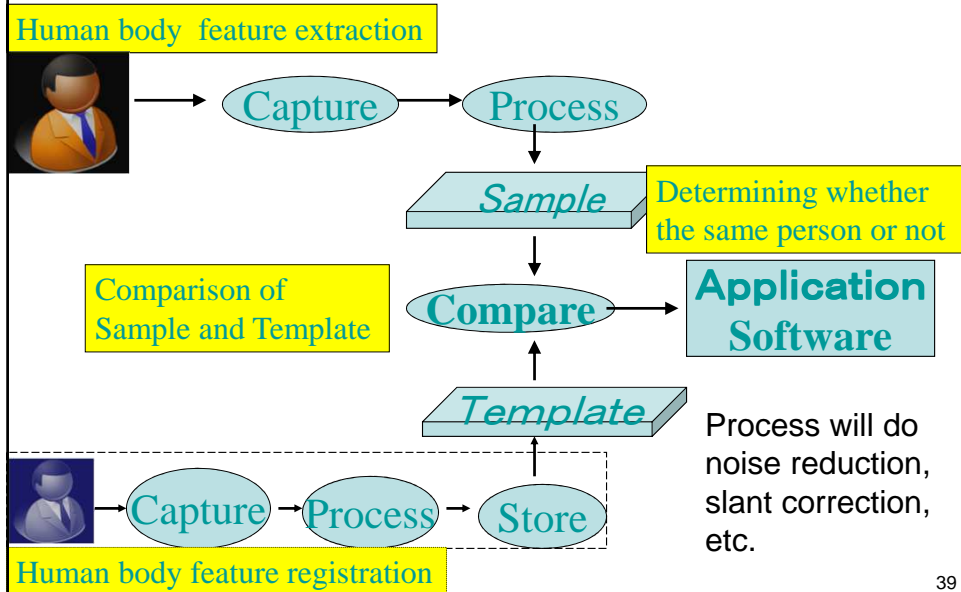 Human body feature extraction
Capture
Process
Sample
Determining whether
the same person or not
Comparison of
Sample and Template
Compare
Application
Software
Template
Process will do
noise reduction,
slant correction,
etc.
Capture
Process
Store
Human body feature registration
39